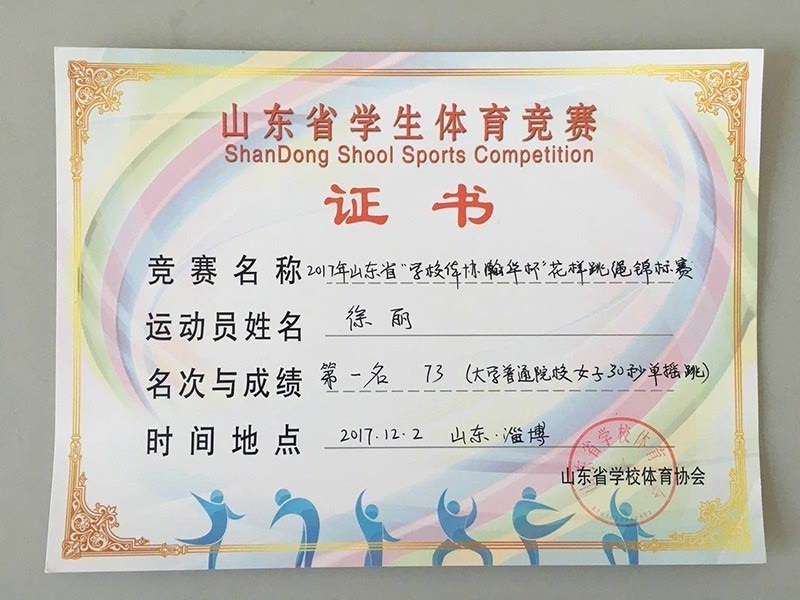 山东省学生体育竞赛
ShanDong Shool Sports Competition
证书
竞赛名称 2017年山东省"学校体协瀚华杯"花样跳绳锦标赛
运动员姓名 徐丽
名次与成绩 第一名 73 (大学普通院校女子30秒单摇跳)
时间地点 2017.12.2 山东·淄博
山东省学校体育协会